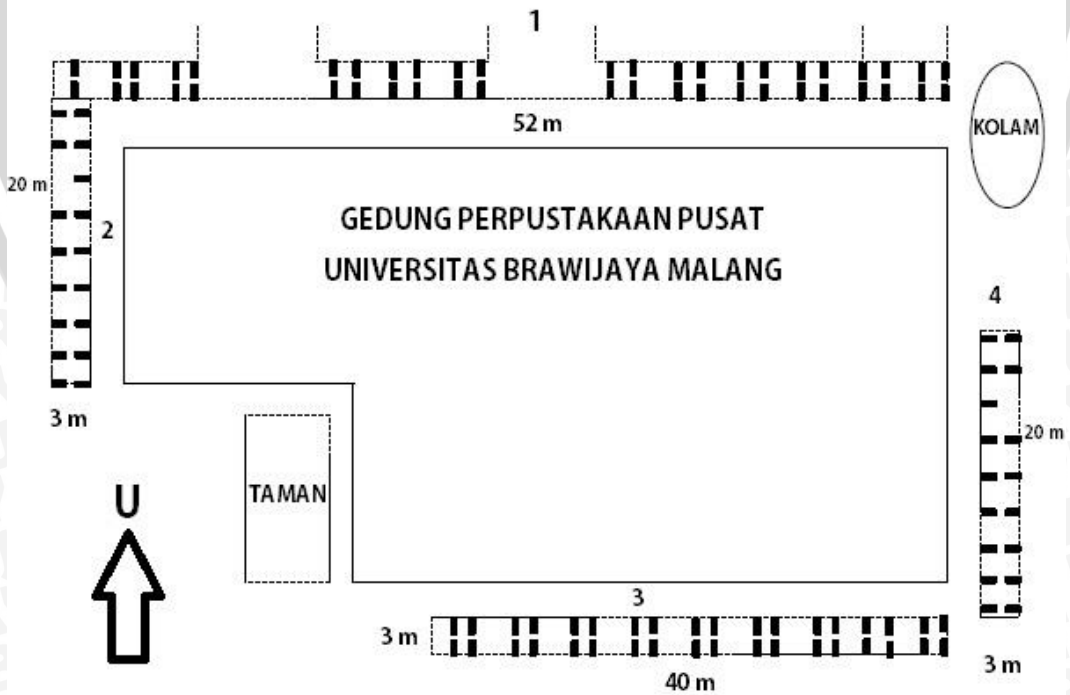 1
52 m
KOLAM
20 m
2
GEDUNG PERPUSTAKAAN PUSAT
UNIVERSITAS BRAWIJAYA MALANG
4
3 m
20 m
TAMAN
U
3
3 m
40 m
3 m